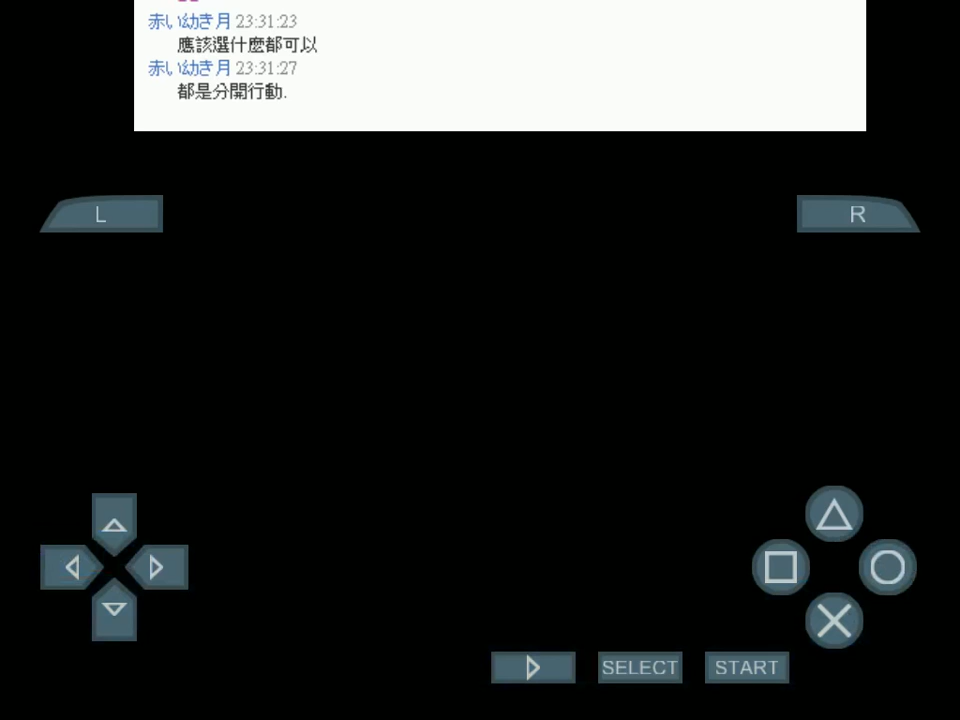 赤い幼き月 23:31:23
應該選什麼都可以
赤い幼き月 23:31:27
都是分開行動.
L
R
SELECT
START